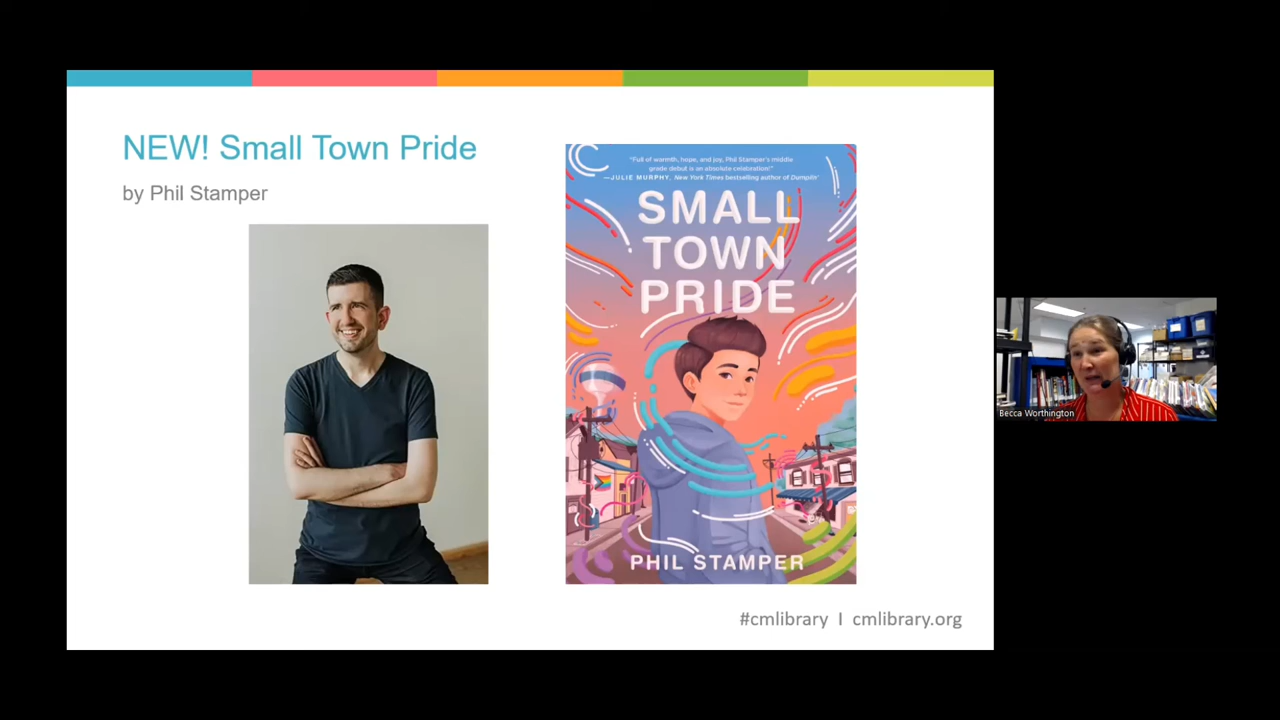 NEW! Small Town Pride
by Phil Stamper
"Full of warmth, hope, and joy, Phil Stamper's middle
grade debut is an absolute celebration!"
—JULIE MURPHY, New York Times bestselling author of Dumplin'
SMALL
TOWN
PRIDE
PHIL STAMPER
#cmlibrary I cmlibrary.org
Becca Worthington